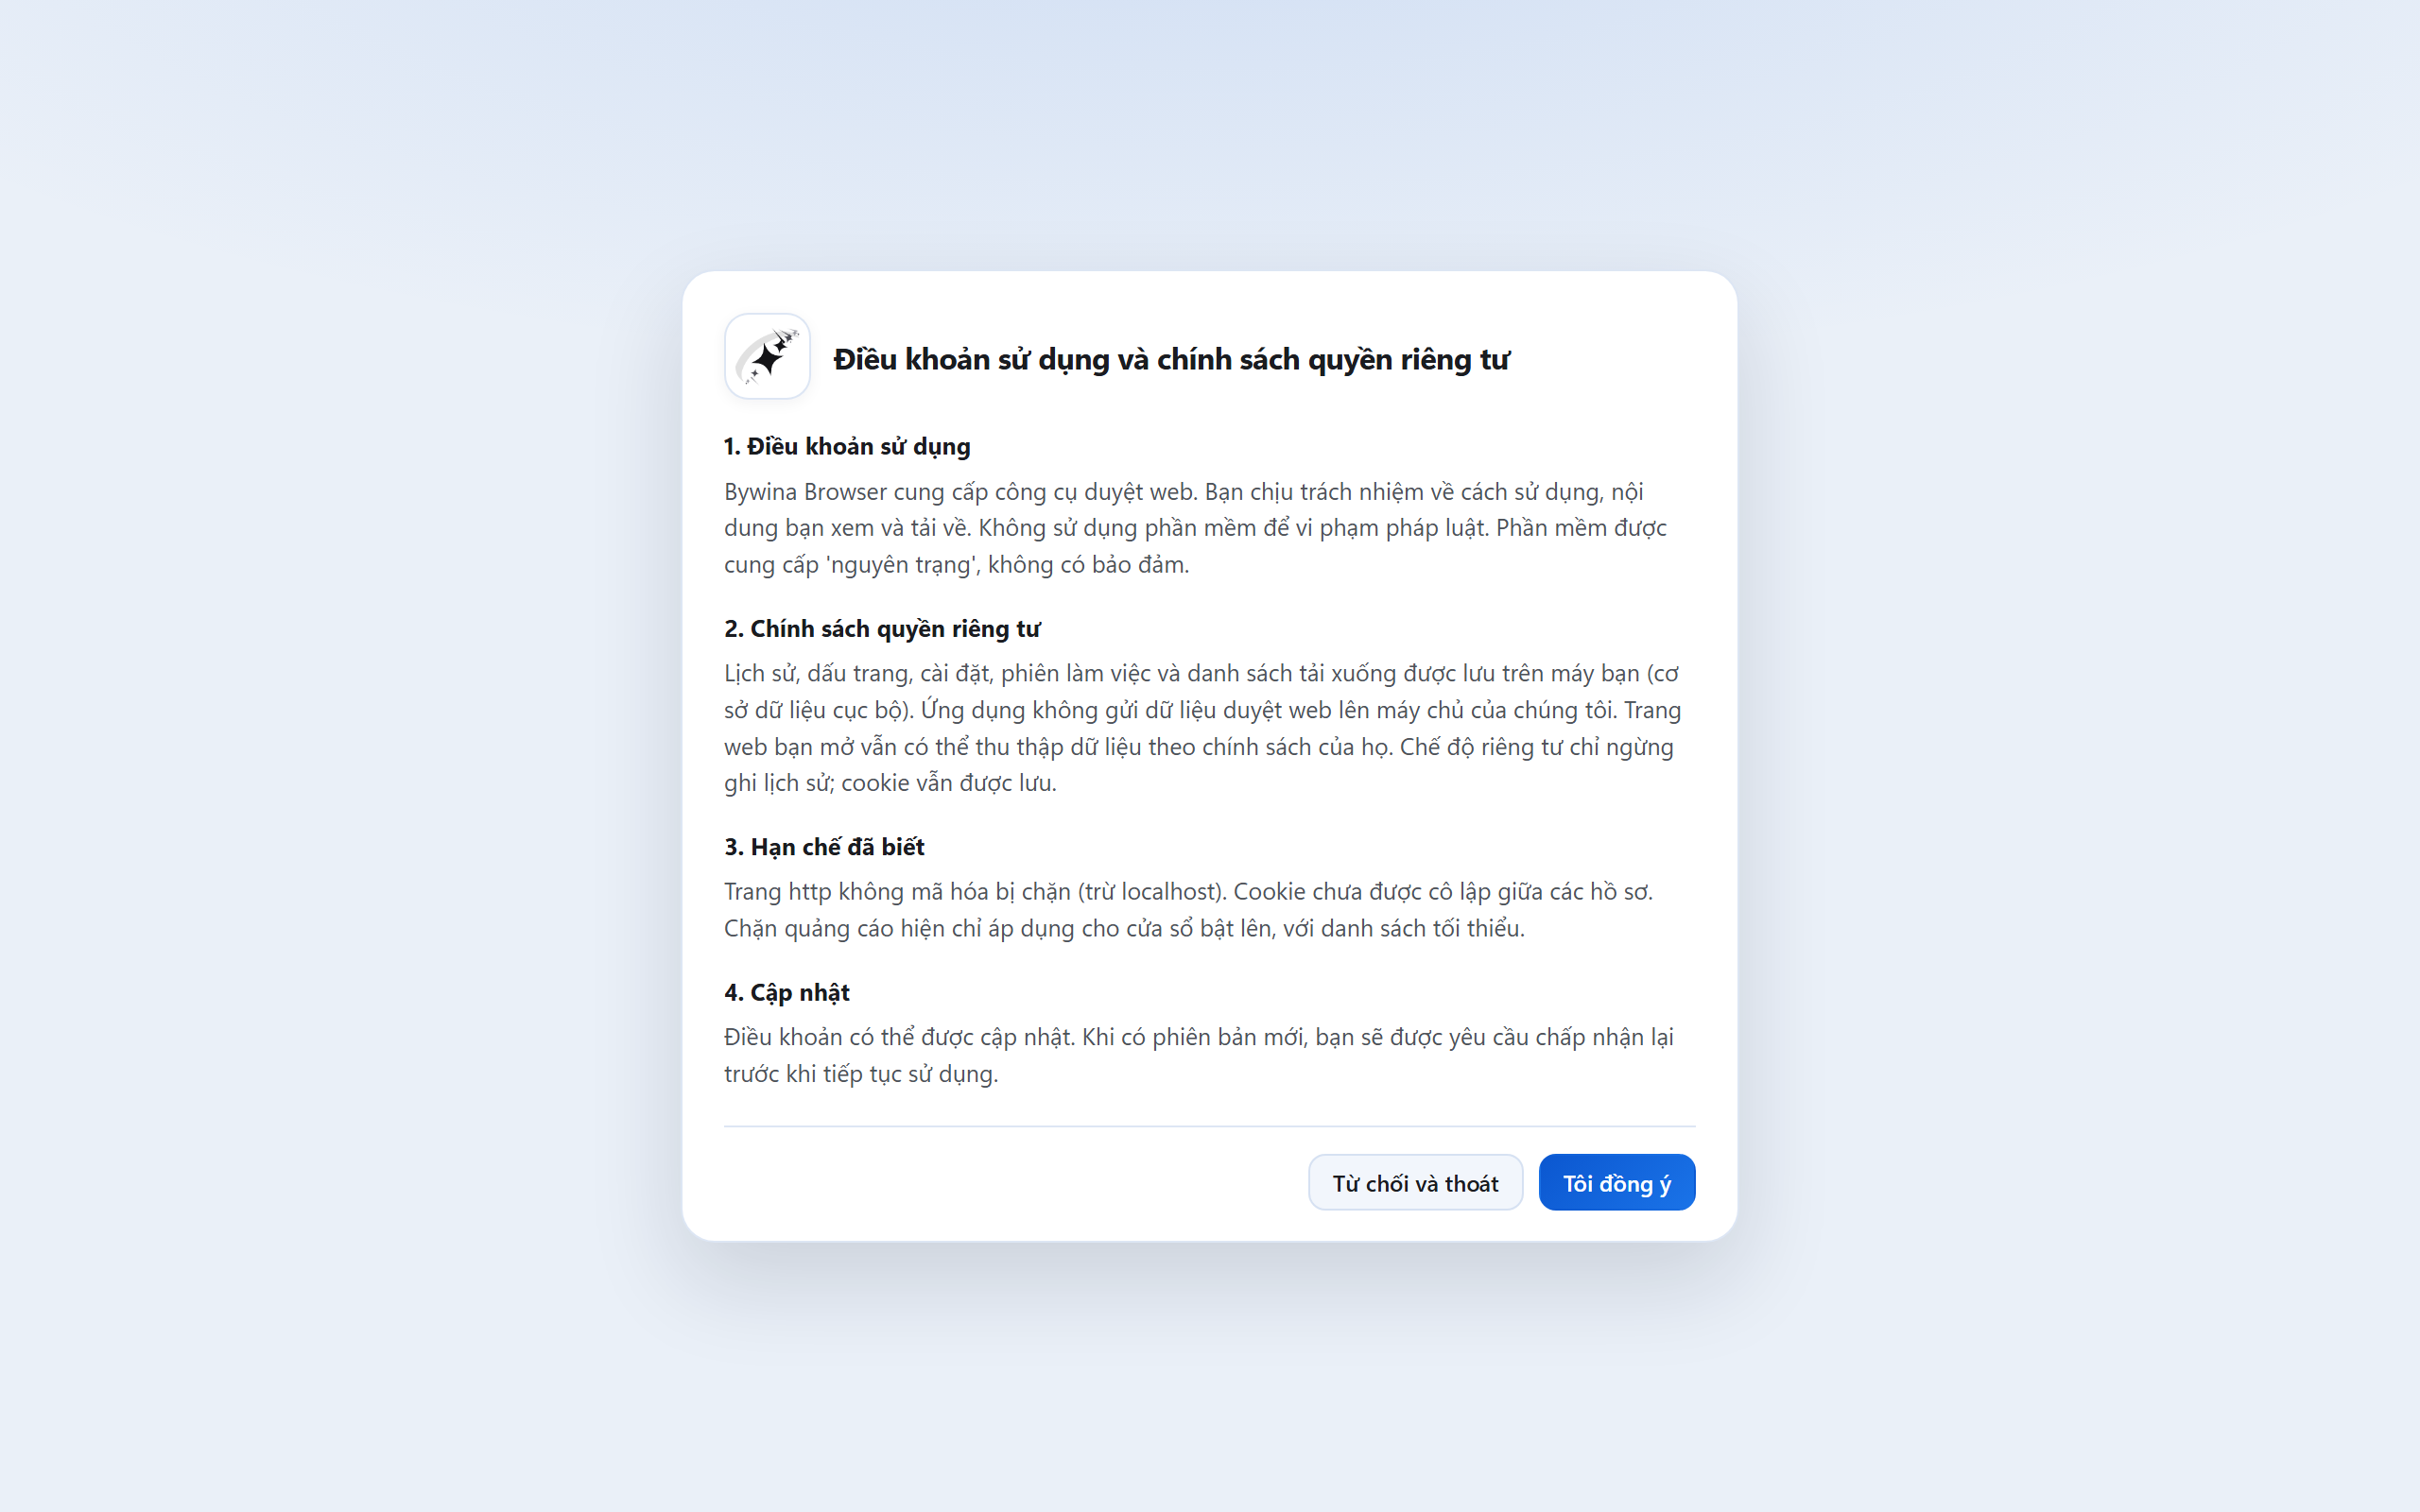 Điều khoản sử dụng và chính sách quyền riêng tư
1. Điều khoản sử dụng
Bywina Browser cung cấp công cụ duyệt web. Bạn chịu trách nhiệm về cách sử dụng, nội
dung bạn xem và tải về. Không sử dụng phần mềm để vi phạm pháp luật. Phần mềm được
cung cấp 'nguyên trạng', không có bảo đảm.
2. Chính sách quyền riêng tư
Lịch sử, dấu trang, cài đặt, phiên làm việc và danh sách tải xuống được lưu trên máy bạn (cơ
sở dữ liệu cục bộ). Ứng dụng không gửi dữ liệu duyệt web lên máy chủ của chúng tôi. Trang
web bạn mở vẫn có thể thu thập dữ liệu theo chính sách của họ. Chế độ riêng tư chỉ ngừng
ghi lịch sử; cookie vẫn được lưu.
3. Hạn chế đã biết
Trang http không mã hóa bị chặn (trừ localhost). Cookie chưa được cô lập giữa các hồ sơ.
Chặn quảng cáo hiện chỉ áp dụng cho cửa sổ bật lên, với danh sách tối thiểu.
4. Cập nhật
Điều khoản có thể được cập nhật. Khi có phiên bản mới, bạn sẽ được yêu cầu chấp nhận lại
trước khi tiếp tục sử dụng.
Từ chối và thoát
Tôi đồng ý